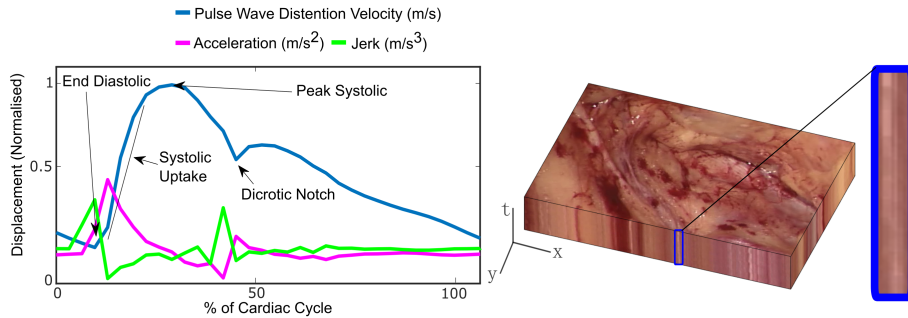 Pulse Wave Distention Velocity (m/s)
Acceleration (m/s²) Jerk (m/s³)
Displacement (Normalised)
1
0.5
0
End Diastolic
Peak Systolic
Systolic
Uptake
Dicrotic Notch
0 50 100
% of Cardiac Cycle
t
x
y